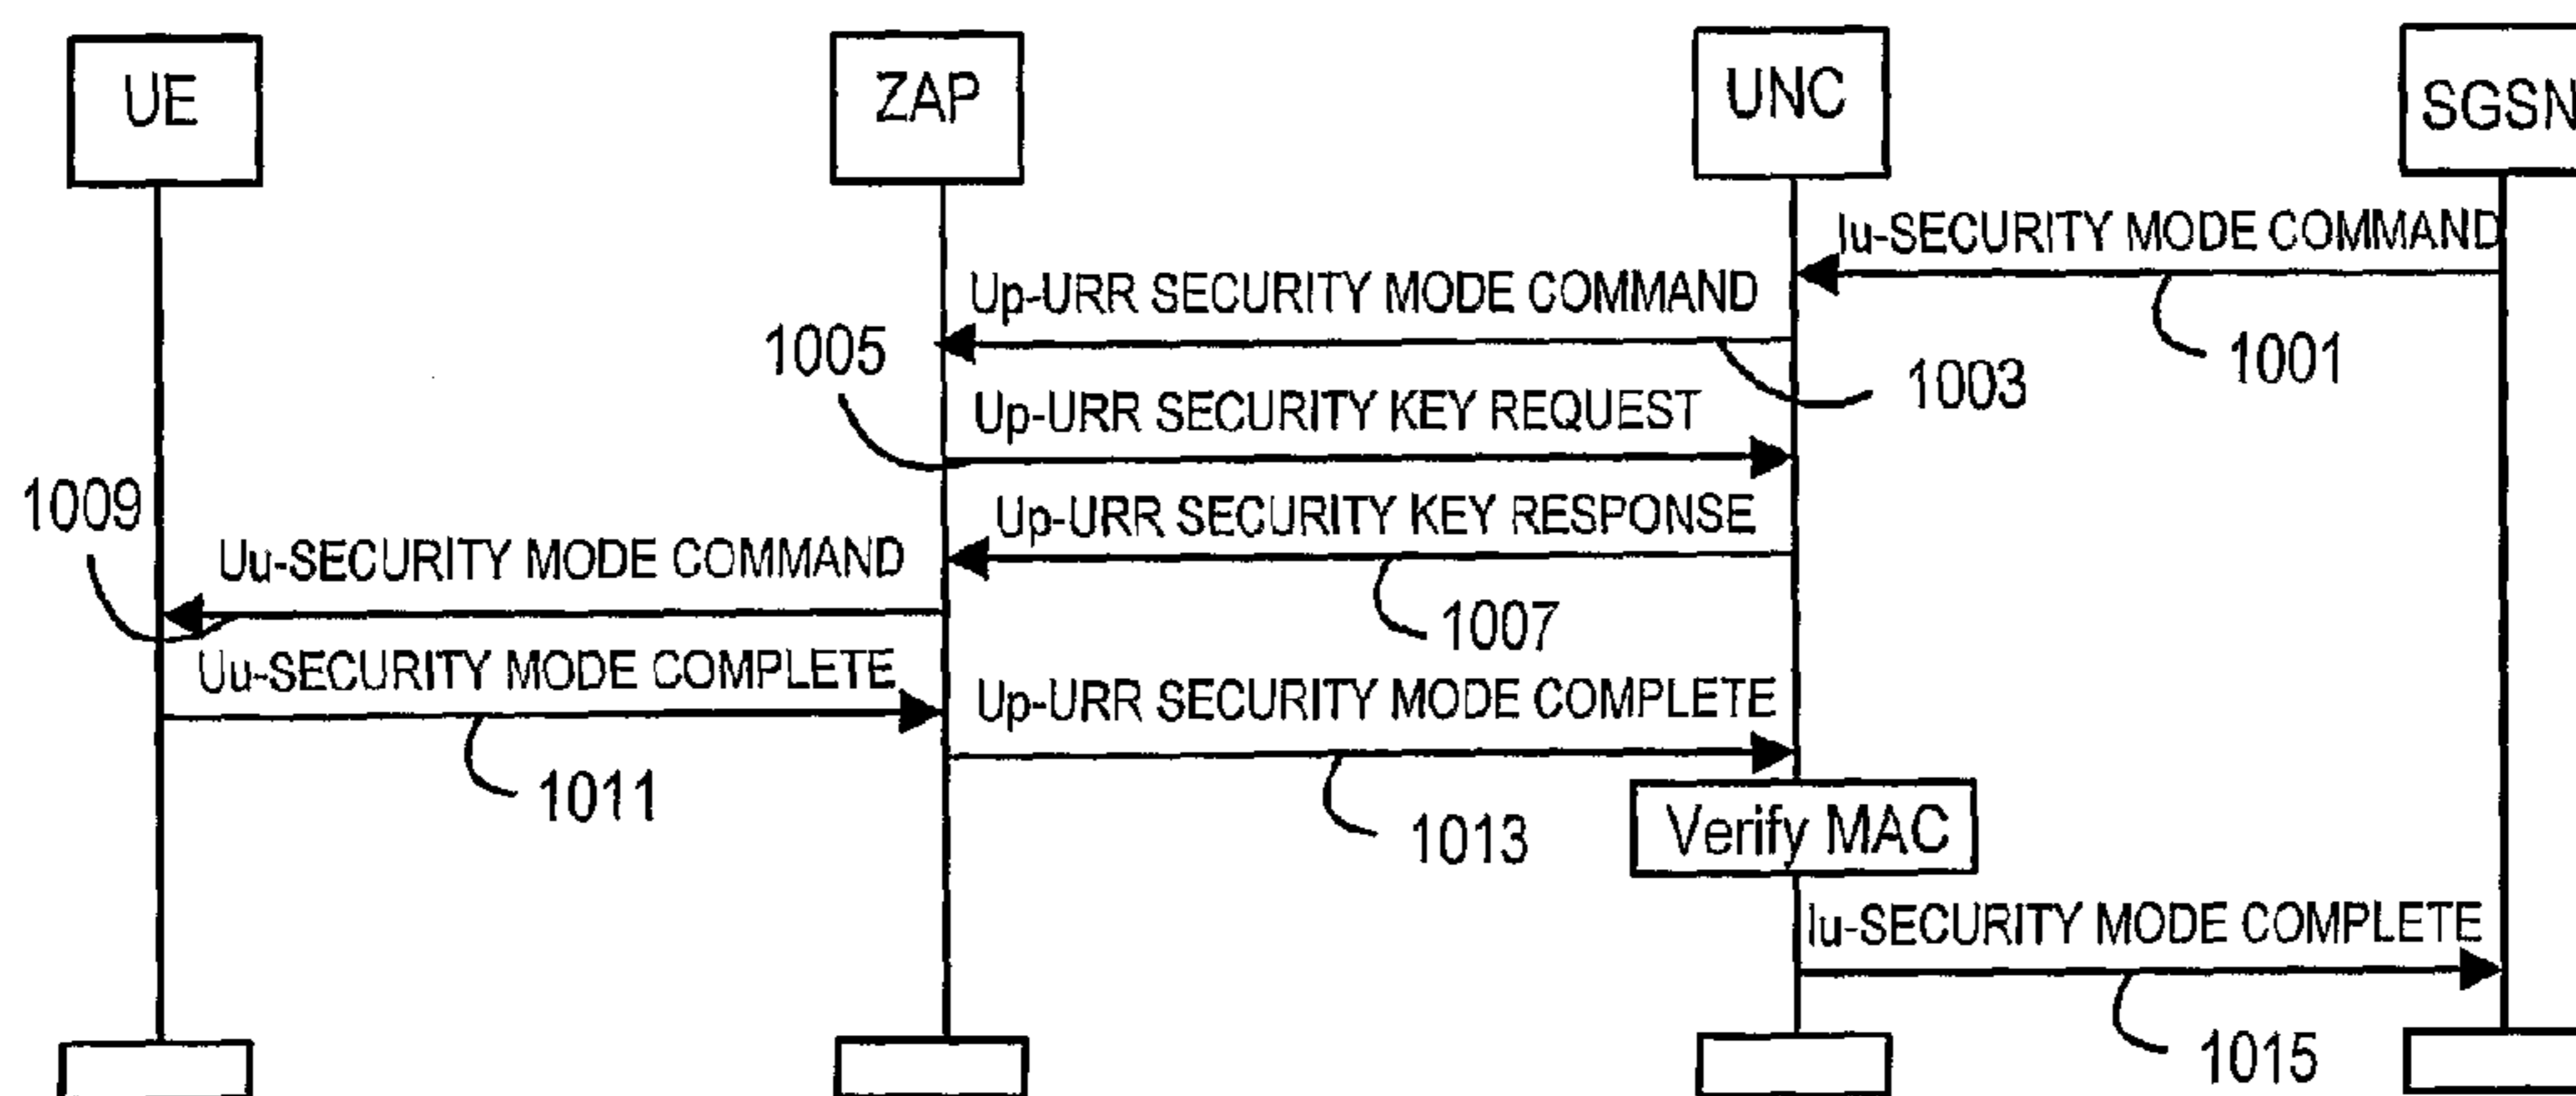 UE
ZAP
UNC
SGSN
Iu-SECURITY MODE COMMAND
1001
Up-URR SECURITY MODE COMMAND
1003
1005
Up-URR SECURITY KEY REQUEST
Up-URR SECURITY KEY RESPONSE
1007
1009
Uu-SECURITY MODE COMMAND
Uu-SECURITY MODE COMPLETE
1011
Up-URR SECURITY MODE COMPLETE
1013
Verify MAC
Iu-SECURITY MODE COMPLETE
1015